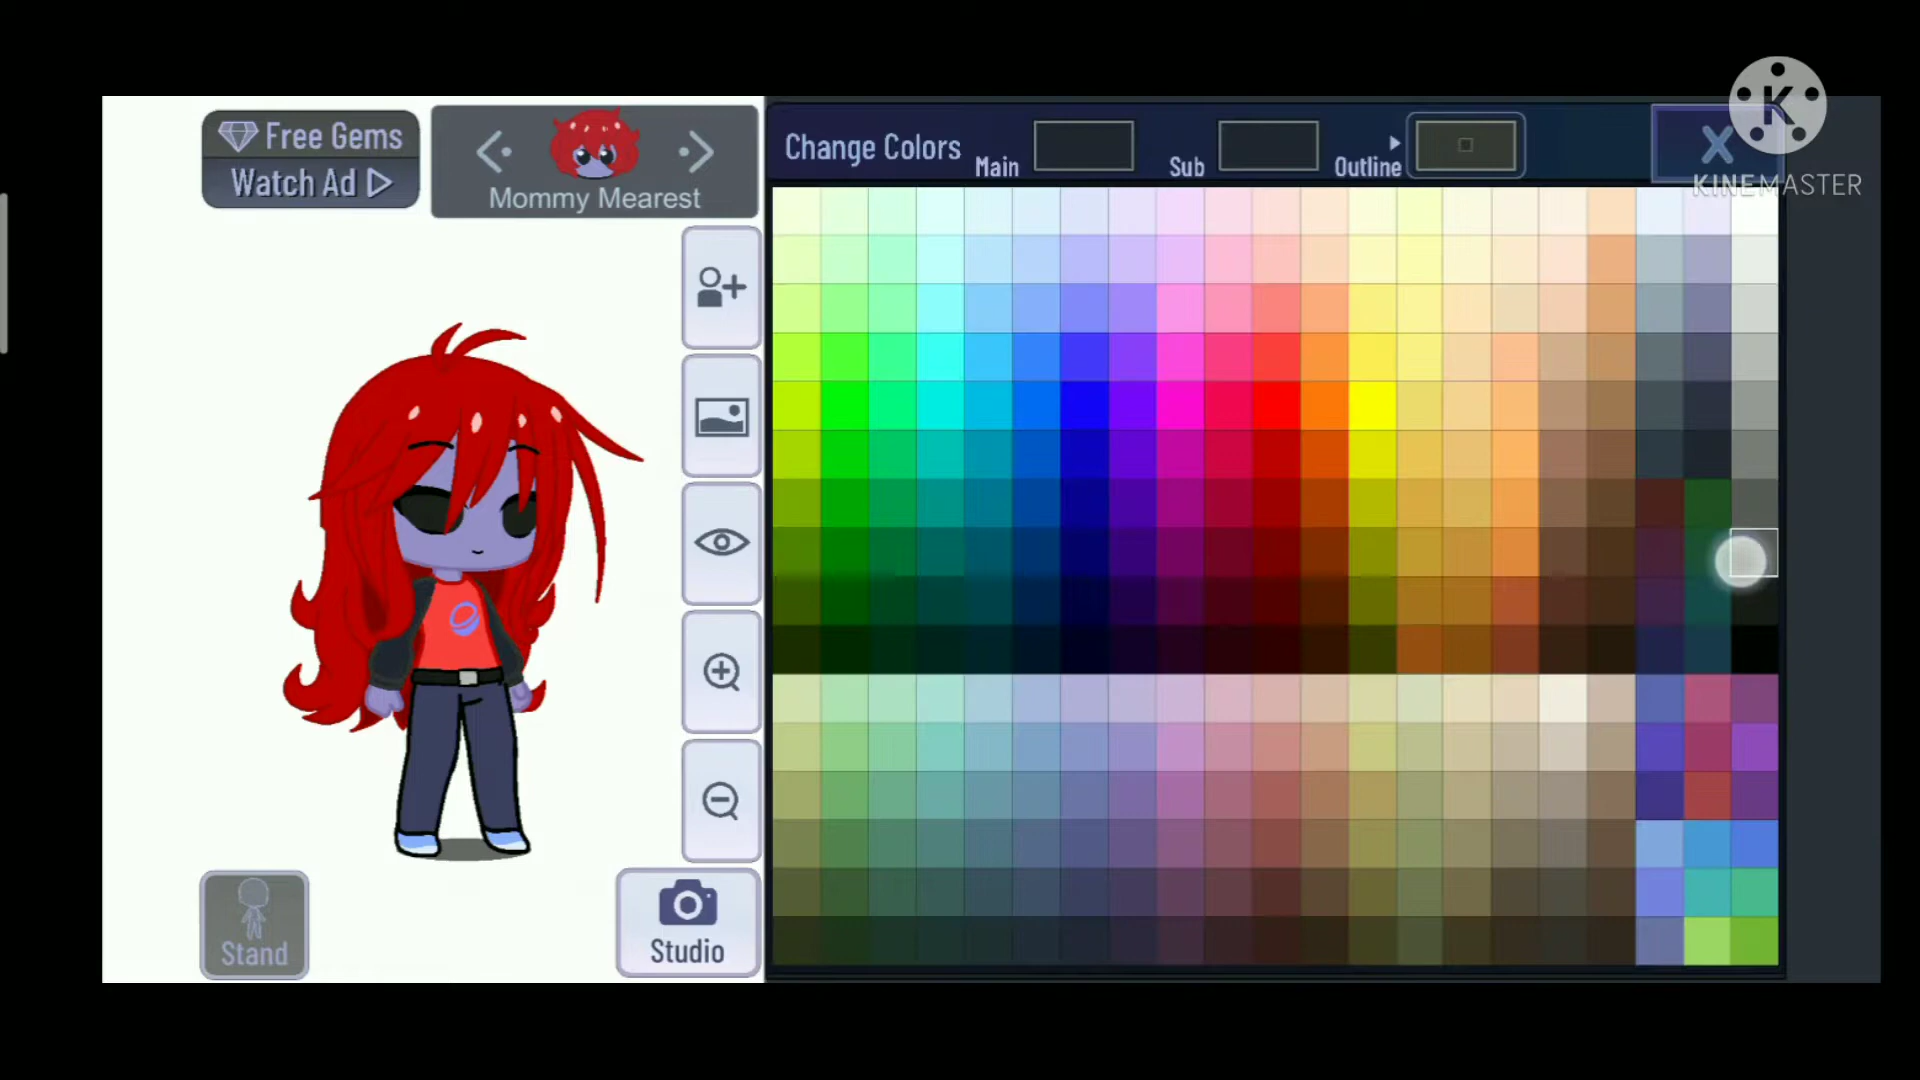 Free Gems
Watch Ad
Mommy Mearest
Change Colors
Main
Sub
Outline
X
K
KINEMASTER
Stand
Studio